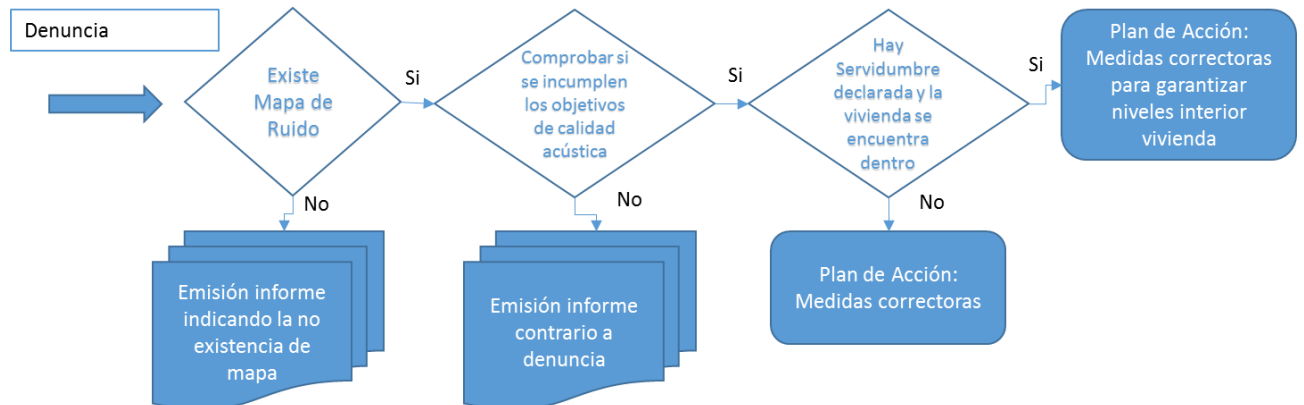 Denuncia
Existe
Mapa de
Ruido
Si
Comprobar si
se incumplen
los objetivos
de calidad
acústica
Si
Hay
Servidumbre
declarada y la
vivienda se
encuentra
dentro
Si
Plan de Acción:
Medidas correctoras
para garantizar
niveles interior
vivienda
No
Emisión informe
indicando la no
existencia de
mapa
No
Emisión informe
contrario a
denuncia
No
Plan de Acción:
Medidas correctoras